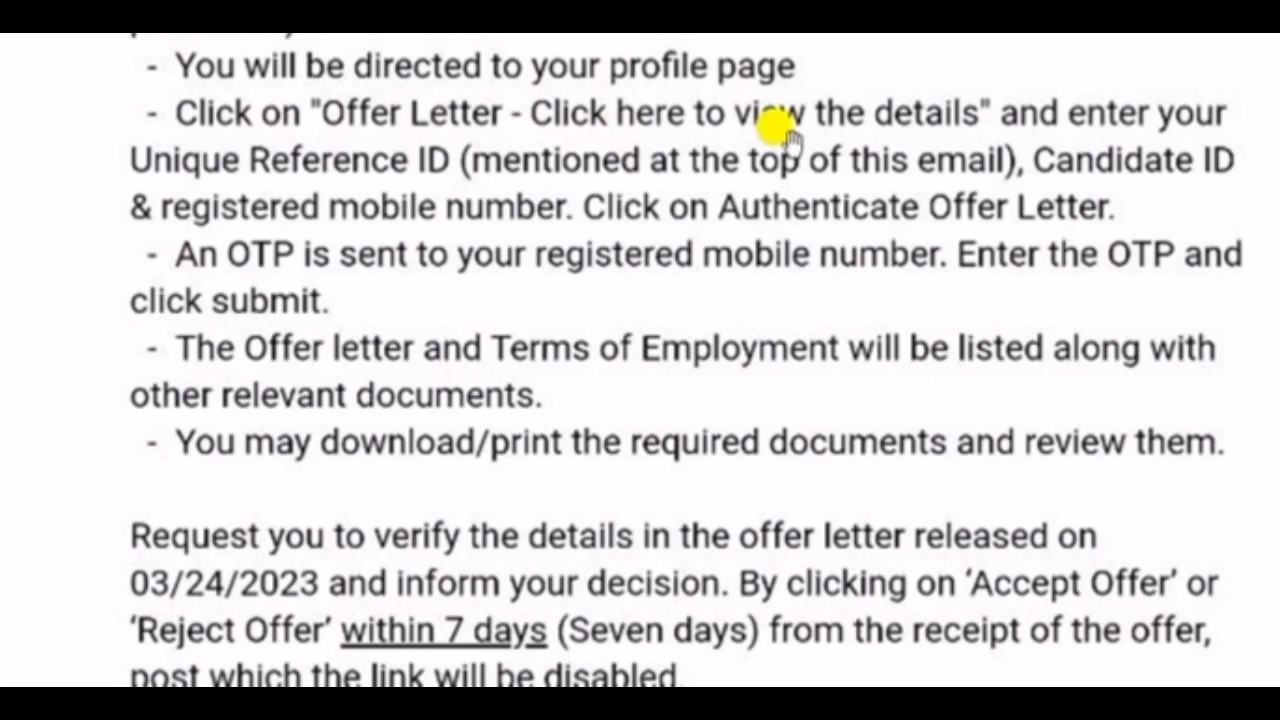 - You will be directed to your profile page
- Click on "Offer Letter - Click here to view the details" and enter your
Unique Reference ID (mentioned at the top of this email), Candidate ID
& registered mobile number. Click on Authenticate Offer Letter.
- An OTP is sent to your registered mobile number. Enter the OTP and
click submit.
- The Offer letter and Terms of Employment will be listed along with
other relevant documents.
- You may download/print the required documents and review them.
Request you to verify the details in the offer letter released on
03/24/2023 and inform your decision. By clicking on ‘Accept Offer’ or
‘Reject Offer’ within 7 days (Seven days) from the receipt of the offer,
post which the link will be disabled.